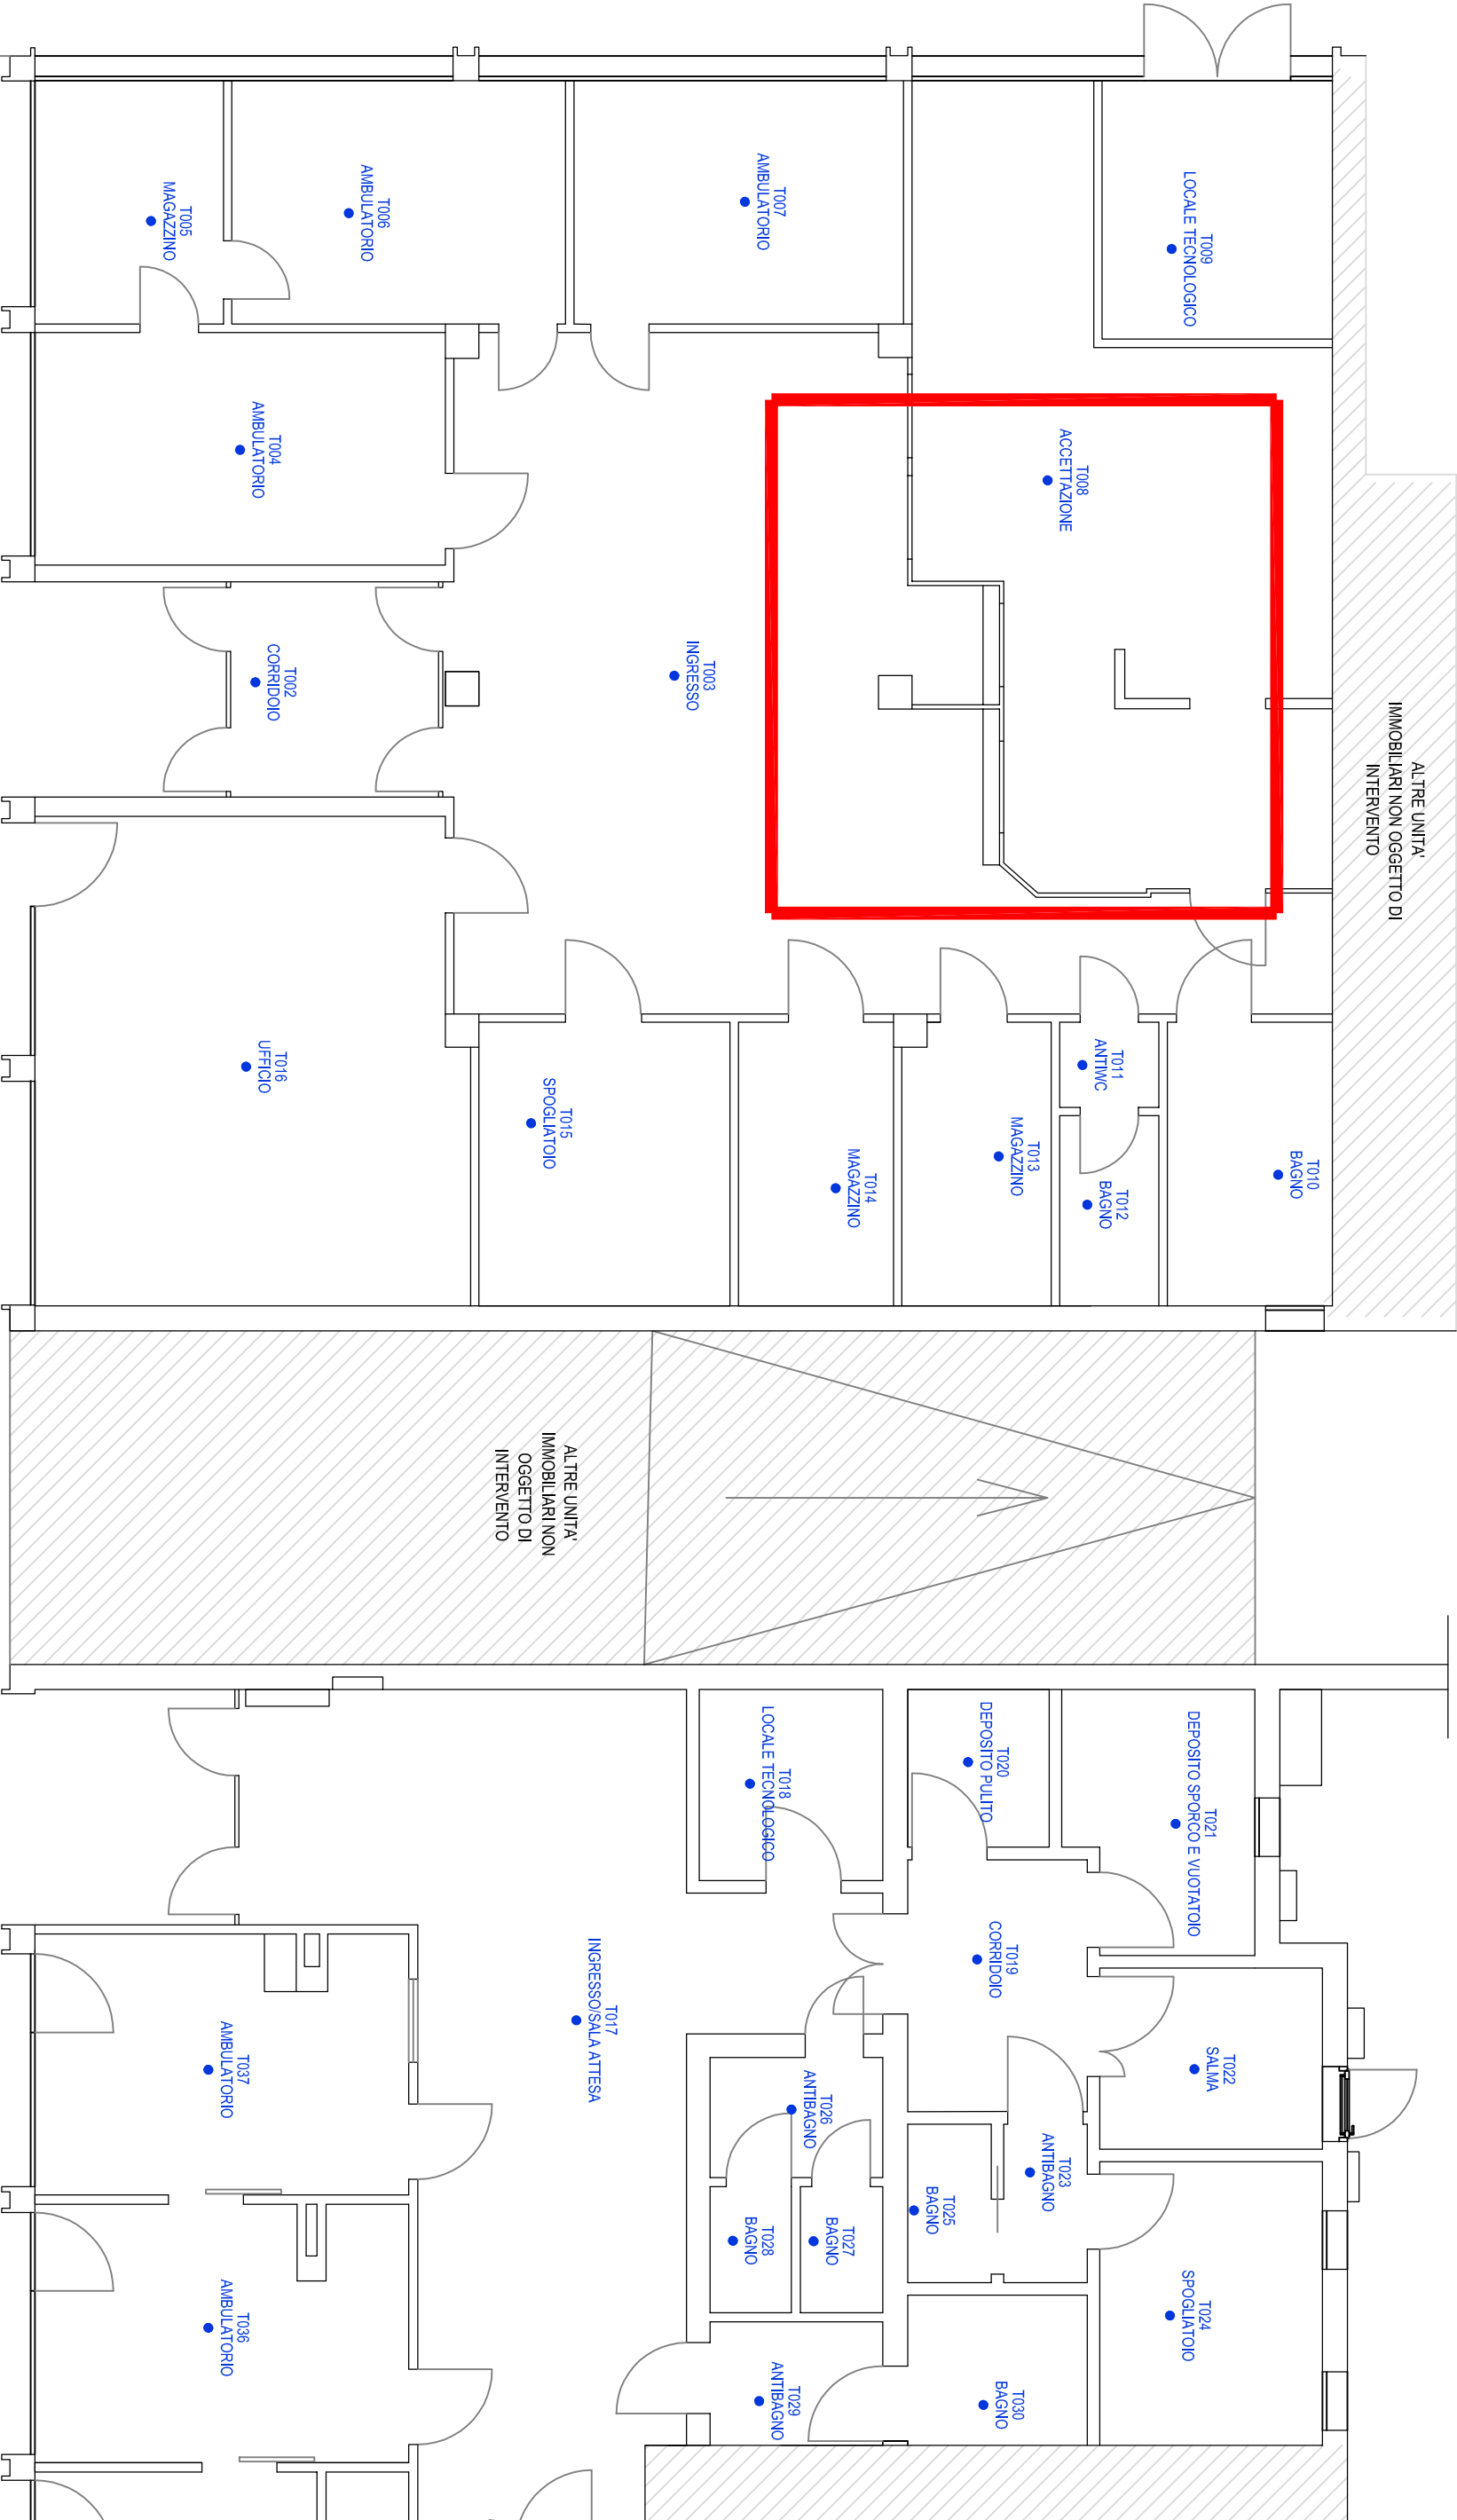 T009
LOCALE TECNOLOGICO
T007
AMBULATORIO
T006
AMBULATORIO
T005
MAGAZZINO
T008
ACCETTAZIONE
T004
AMBULATORIO
T003
INGRESSO
T002
CORRIDOIO
ALTRE UNITA'
IMMOBILIARI NON OGGETTO DI
INTERVENTO
T010
BAGNO
T011
ANTIWC
T012
BAGNO
T013
MAGAZZINO
T014
MAGAZZINO
T015
SPOGLIATOIO
T016
UFFICIO
ALTRE UNITA'
IMMOBILIARI NON
OGGETTO DI
INTERVENTO
T021
DEPOSITO SPORCO E VUOTATOIO
T020
DEPOSITO PULITO
T018
LOCALE TECNOLOGICO
T019
CORRIDOIO
T017
INGRESSO/SALA ATTESA
T022
SALMA
T023
ANTIBAGNO
T026
ANTIBAGNO
T037
AMBULATORIO
T025
BAGNO
T027
BAGNO
T028
BAGNO
T024
SPOGLIATOIO
T030
BAGNO
T029
ANTIBAGNO
T036
AMBULATORIO